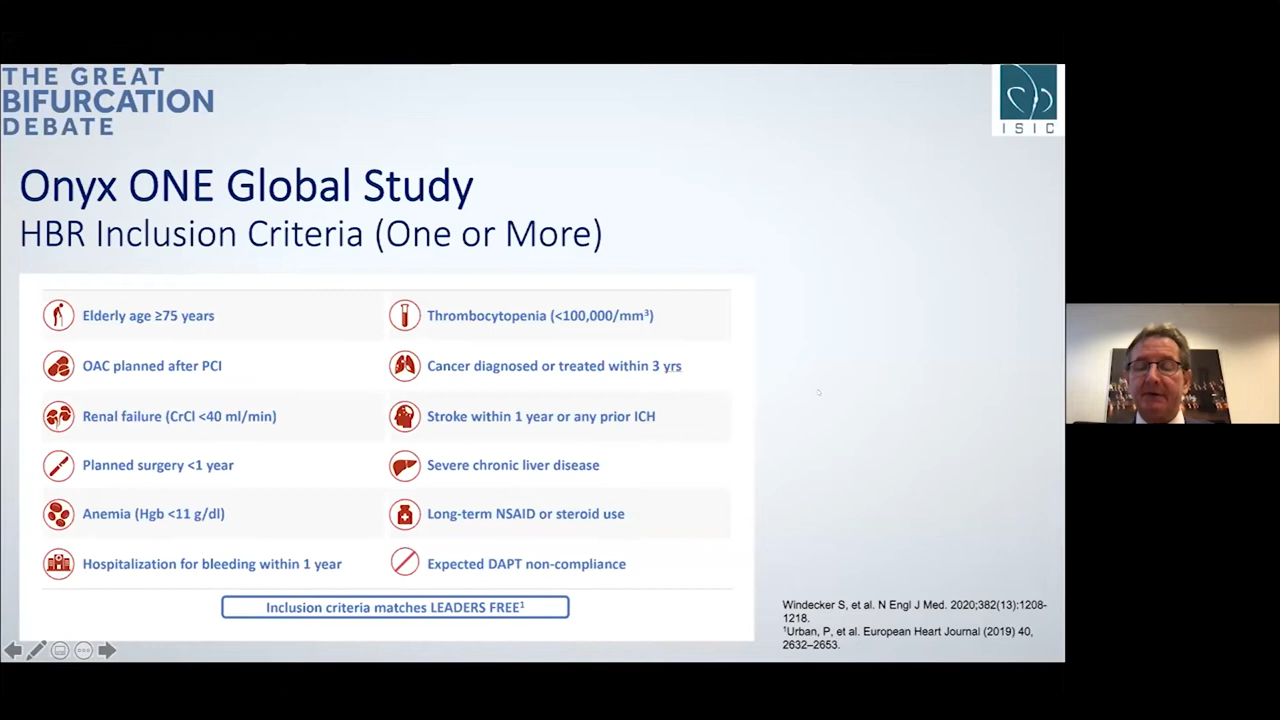 THE GREAT
BIFURCATION
DEBATE
ISIC
Onyx ONE Global Study
HBR Inclusion Criteria (One or More)
Elderly age ≥75 years
OAC planned after PCI
Renal failure (CrCl <40 ml/min)
Planned surgery <1 year
Anemia (Hgb <11 g/dl)
Hospitalization for bleeding within 1 year
Thrombocytopenia (<100,000/mm³)
Cancer diagnosed or treated within 3 yrs
Stroke within 1 year or any prior ICH
Severe chronic liver disease
Long-term NSAID or steroid use
Expected DAPT non-compliance
Inclusion criteria matches LEADERS FREE¹
Windecker S, et al. N Engl J Med. 2020;382(13):1208-
1218.
¹Urban, P, et al. European Heart Journal (2019) 40,
2632–2653.